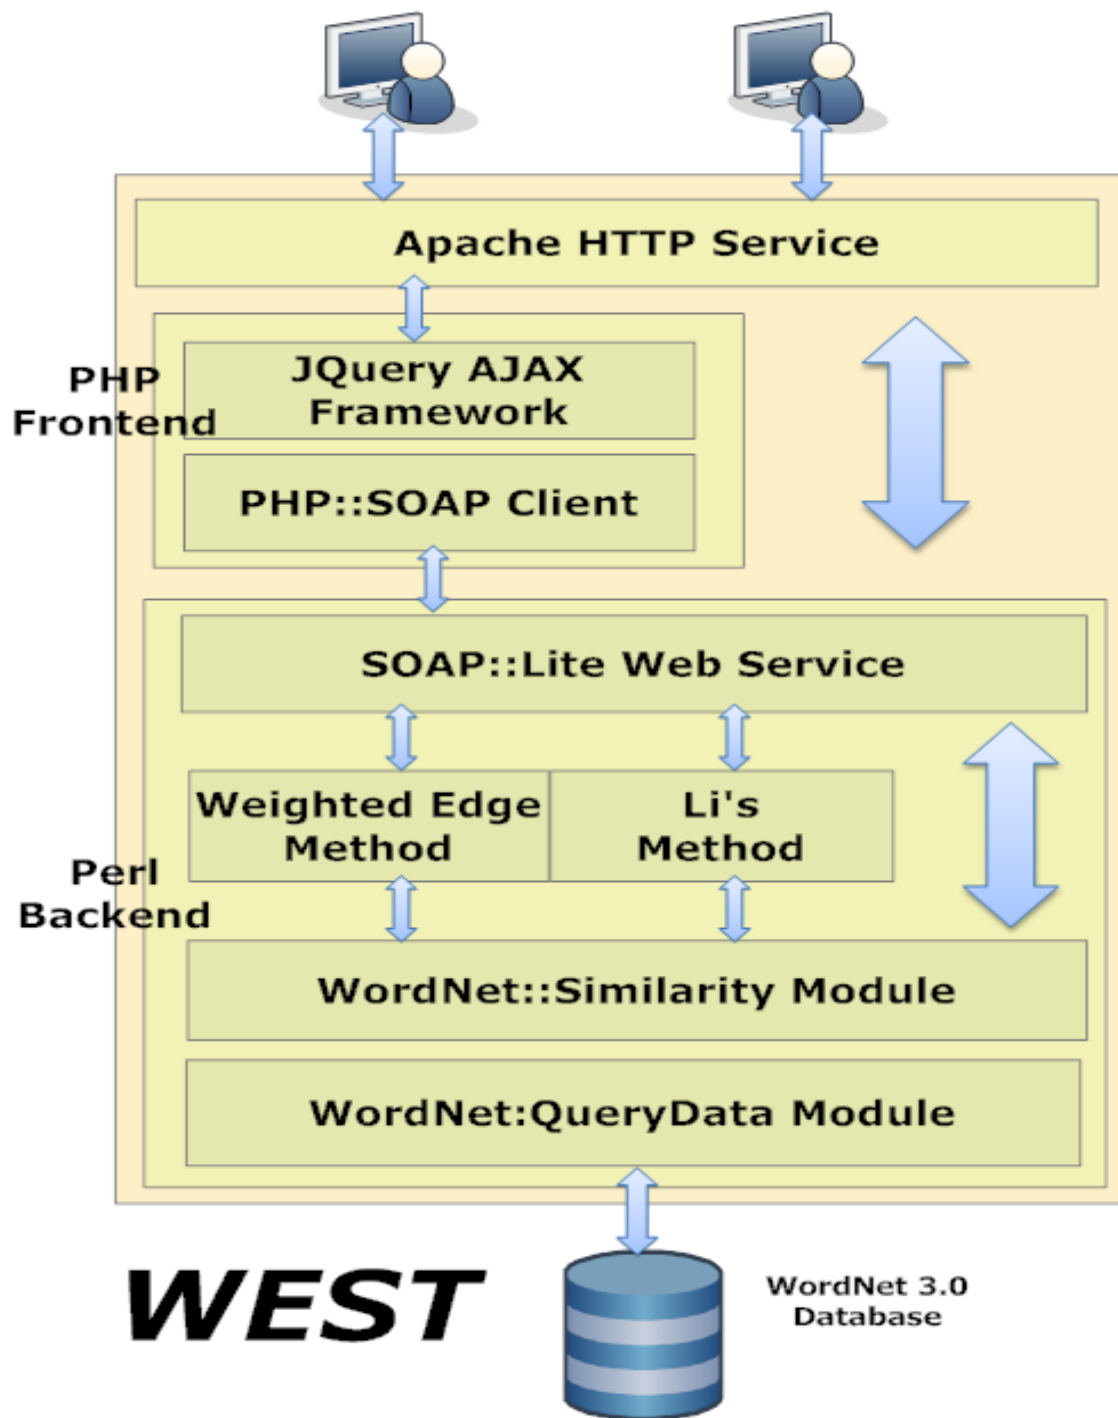 Apache HTTP Service
PHP
Frontend
JQuery AJAX
Framework
PHP::SOAP Client
SOAP::Lite Web Service
Weighted Edge
Method
Li's
Method
Perl
Backend
WordNet::Similarity Module
WordNet:QueryData Module
WEST
WordNet 3.0
Database